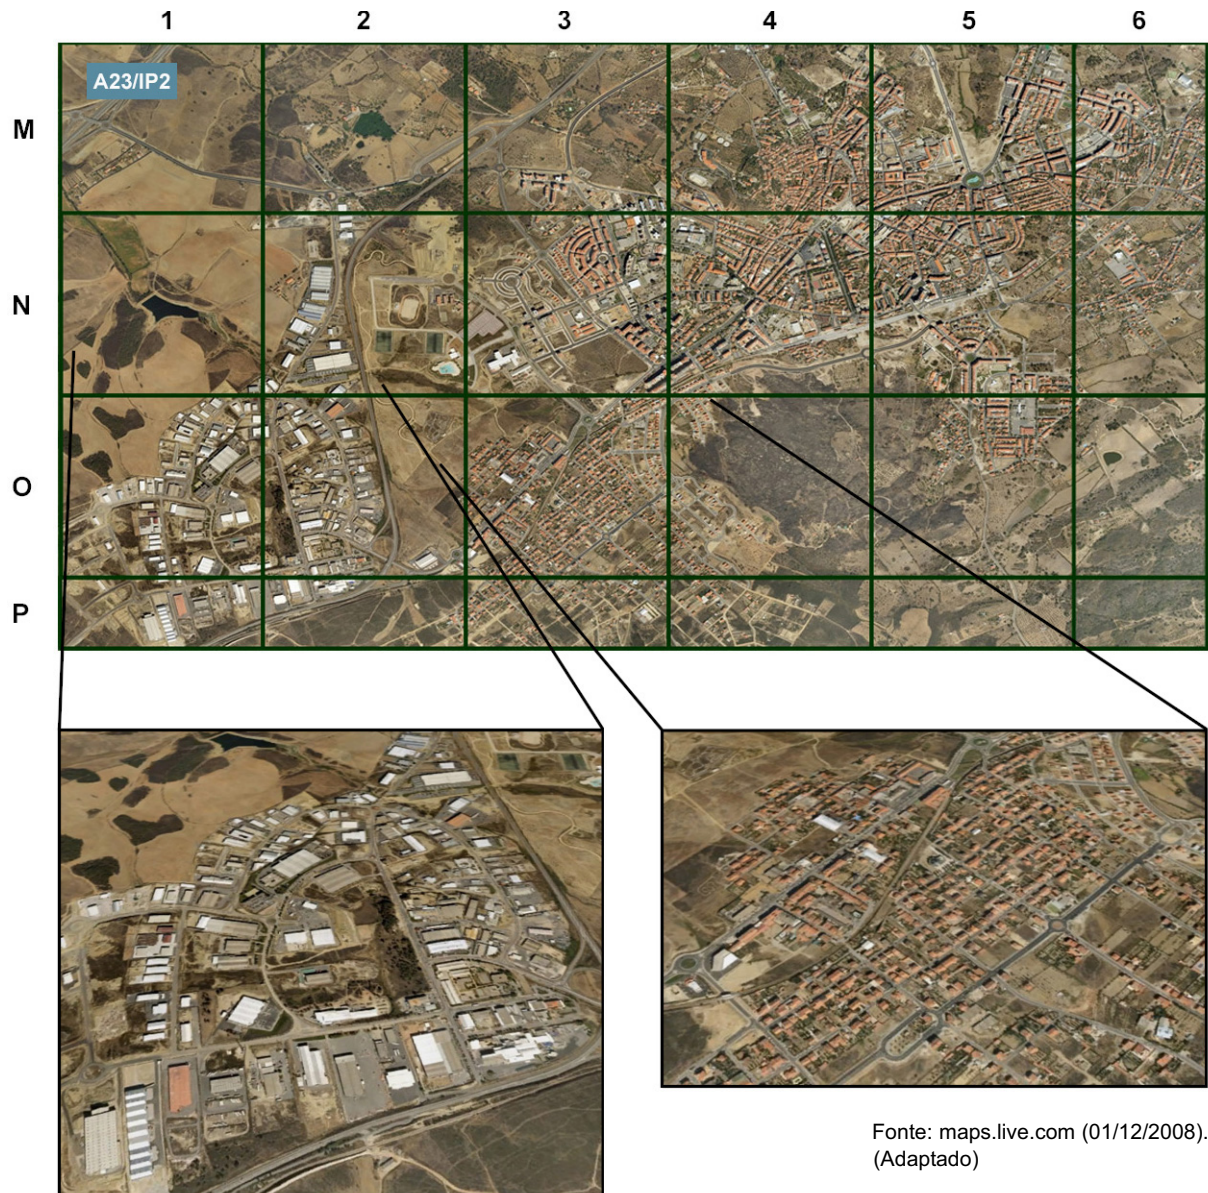 1 2 3 4 5 6
A23/IP2
M
N
O
P
Fonte: maps.live.com (01/12/2008).
(Adaptado)